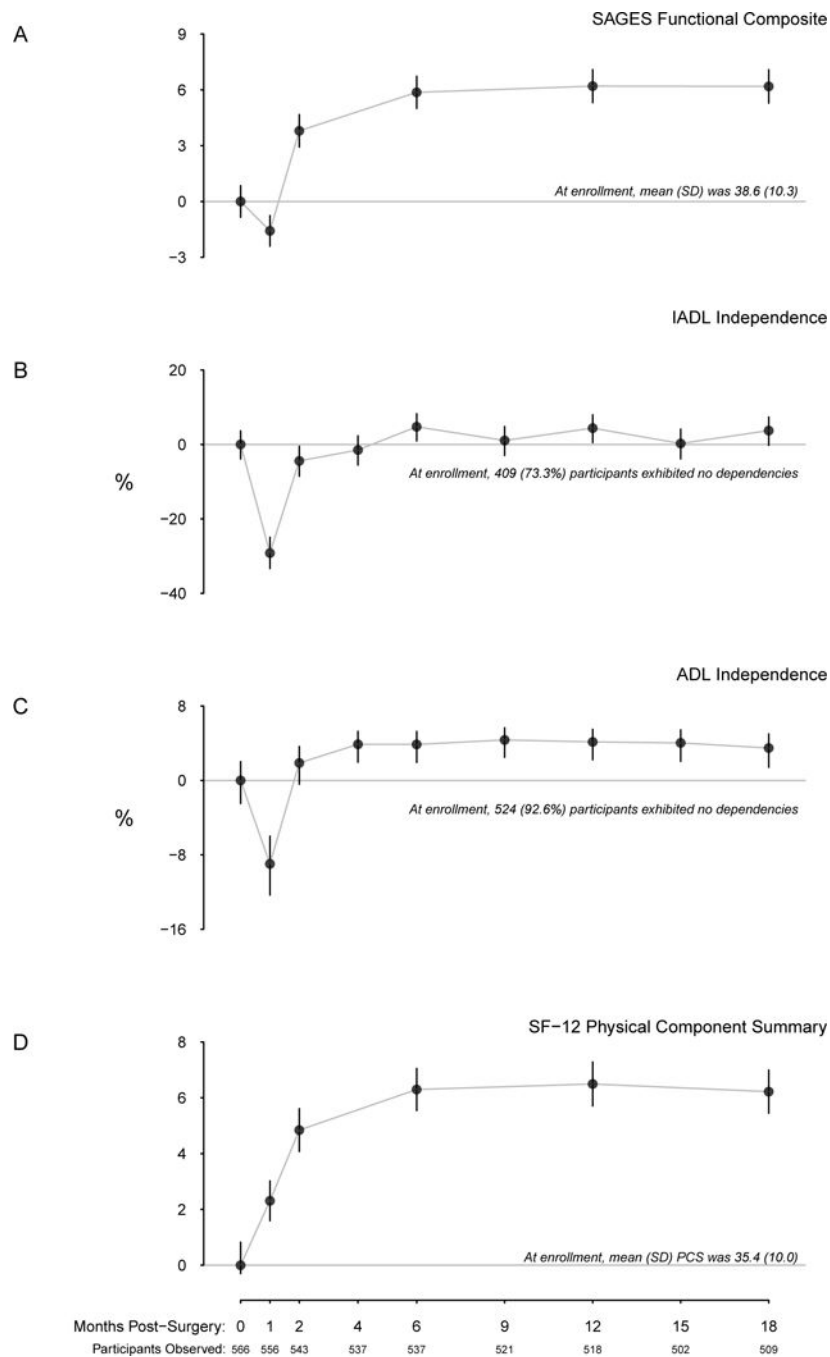 A
SAGES Functional Composite
9
6
3
0
−3
At enrollment, mean (SD) was 38.6 (10.3)
IADL Independence
B
20
0
−20
−40
%
At enrollment, 409 (73.3%) participants exhibited no dependencies
ADL Independence
C
8
0
−8
−16
%
At enrollment, 524 (92.6%) participants exhibited no dependencies
SF−12 Physical Component Summary
D
8
6
4
2
0
At enrollment, mean (SD) PCS was 35.4 (10.0)
Months Post−Surgery: 0 1 2 4 6 9 12 15 18
Participants Observed: 566 556 543 537 537 521 518 502 509